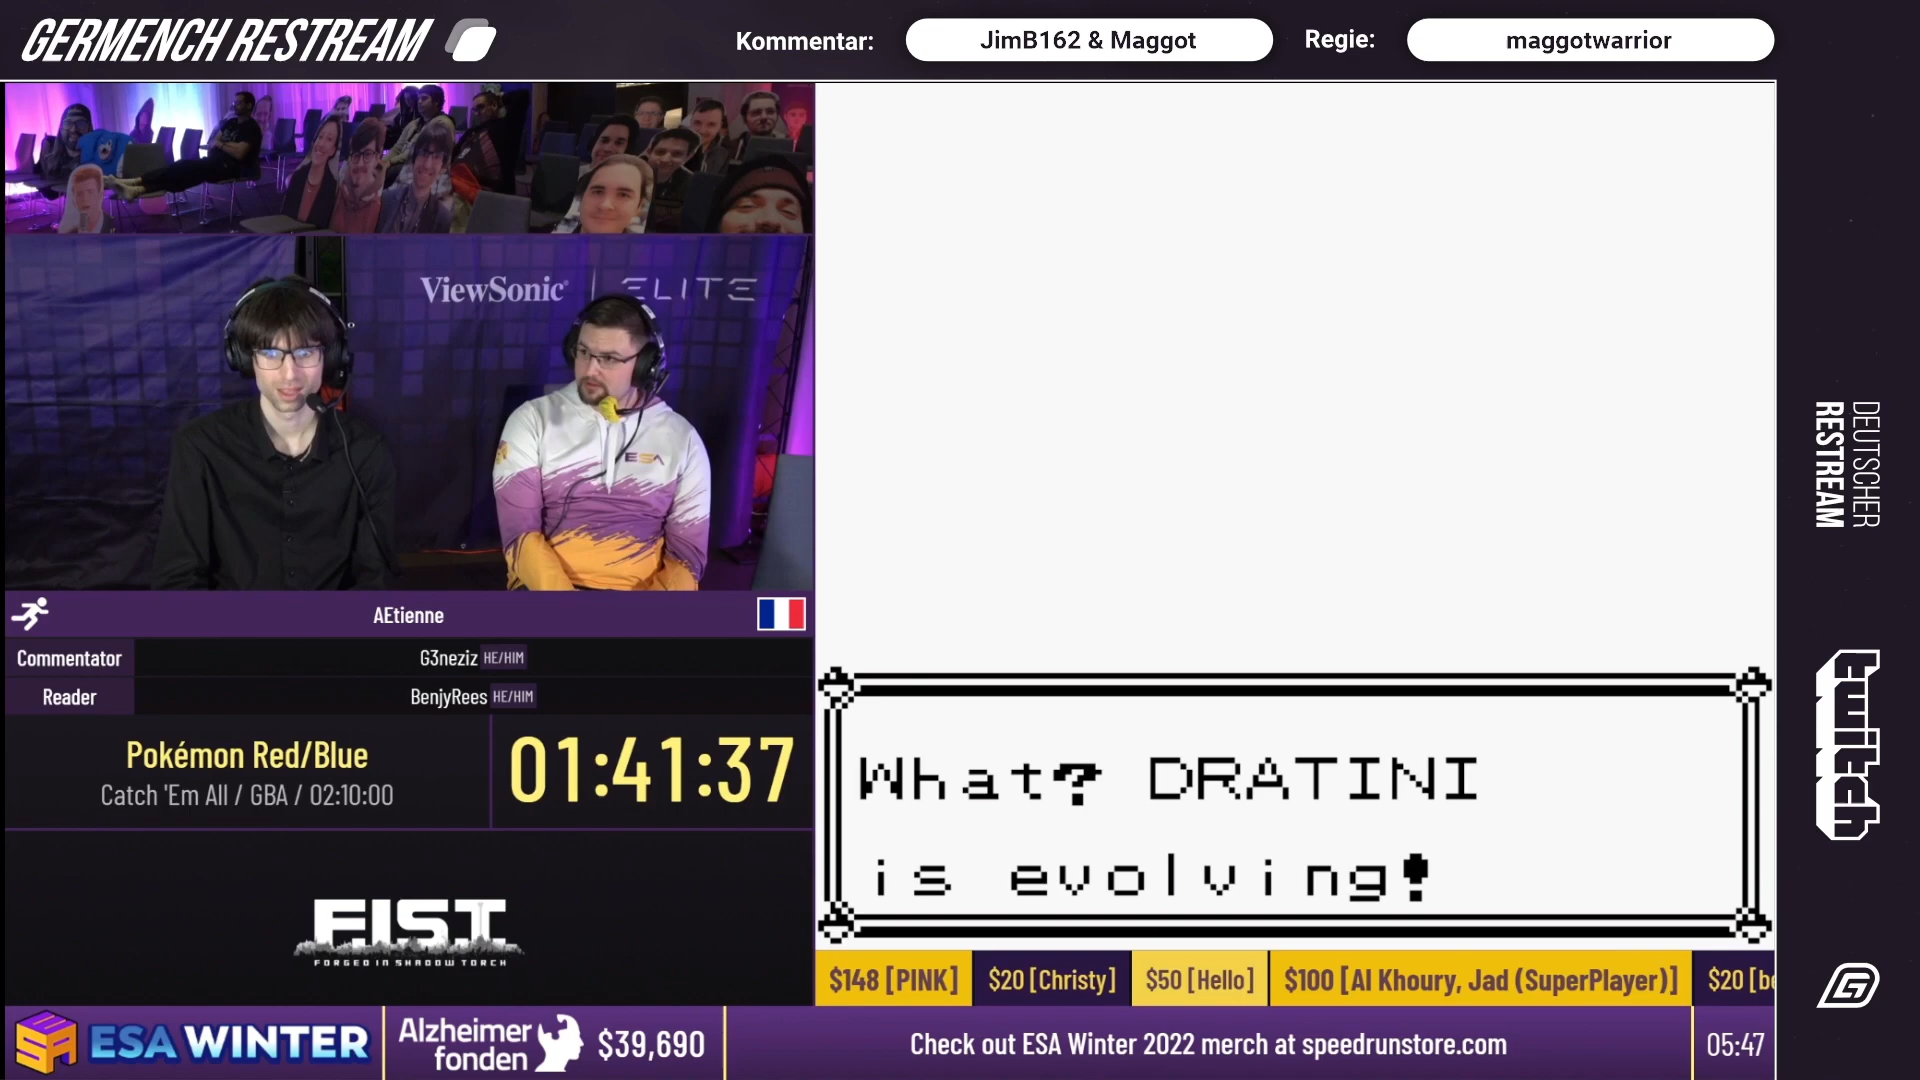 GERMENCH RESTREAM
Kommentar: JimB162 & Maggot Regie: maggotwarrior
ViewSonic ELITE
ESA
AEtienne
Commentator G3neziz HE/HIM
Reader BenjyRees HE/HIM
Pokémon Red/Blue
Catch 'Em All / GBA / 02:10:00
01:41:37
F.I.S.T.
FORGED IN SHADOW TORCH
What? DRATINI
is evolving!
$148 [PINK] $20 [Christy] $50 [Hello] $100 [Al Khoury, Jad (SuperPlayer)] $20
ESA WINTER
Alzheimer
fonden
$39,690
Check out ESA Winter 2022 merch at speedrunstore.com
05:47
DEUTSCHER
RESTREAM
twitch